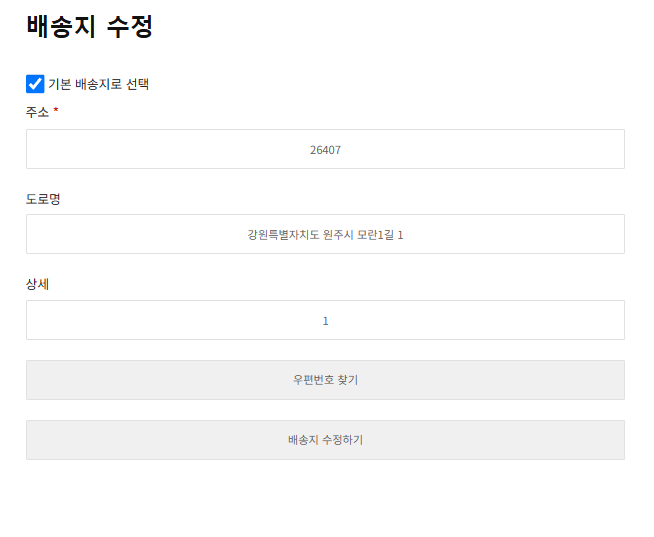 배송지 수정
기본 배송지로 선택
주소 *
26407
도로명
강원특별자치도 원주시 모란1길 1
상세
1
우편번호 찾기
배송지 수정하기